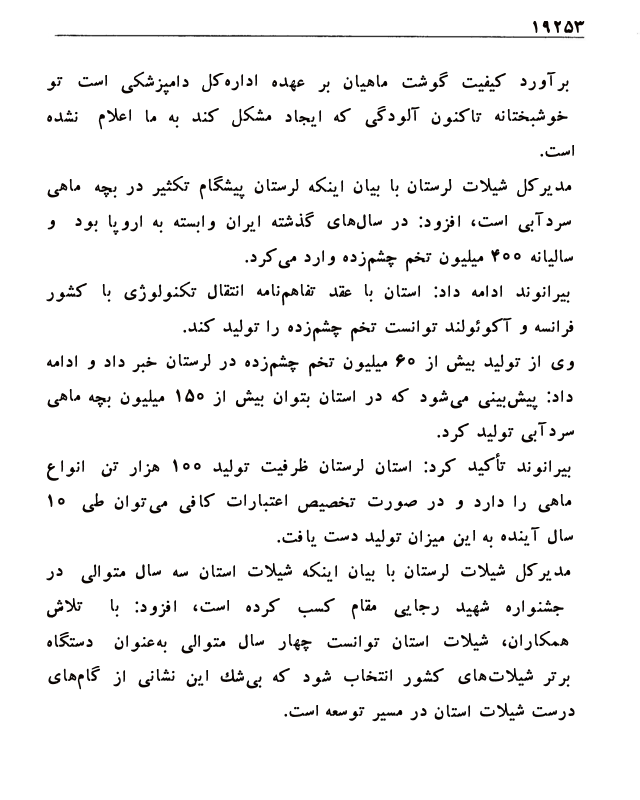 ۱۹۲۵۳
برآورد کیفیت گوشت ماهیان بر عهده اداره‌کل دامپزشکی است تو
خوشبختانه تاکنون آلودگی که ایجاد مشکل کند به ما اعلام نشده
است.
مدیرکل شیلات لرستان با بیان اینکه لرستان پیشگام تکثیر در بچه ماهی
سردآبی است، افزود: در سال‌های گذشته ایران وابسته به اروپا بود و
سالیانه ۴۰۰ میلیون تخم چشم‌زده وارد می‌کرد.
بیرانوند ادامه داد: استان با عقد تفاهم‌نامه انتقال تکنولوژی با کشور
فرانسه و آکوئولند توانست تخم چشم‌زده را تولید کند.
وی از تولید بیش از ۶۰ میلیون تخم چشم‌زده در لرستان خبر داد و ادامه
داد: پیش‌بینی می‌شود که در استان بتوان بیش از ۱۵۰ میلیون بچه ماهی
سردآبی تولید کرد.
بیرانوند تأکید کرد: استان لرستان ظرفیت تولید ۱۰۰ هزار تن انواع
ماهی را دارد و در صورت تخصیص اعتبارات کافی می‌توان طی ۱۰
سال آینده به این میزان تولید دست یافت.
مدیرکل شیلات لرستان با بیان اینکه شیلات استان سه سال متوالی در
جشنواره شهید رجایی مقام کسب کرده است، افزود: با تلاش
همکاران، شیلات استان توانست چهار سال متوالی به‌عنوان دستگاه
برتر شیلات‌های کشور انتخاب شود که بی‌شك این نشانی از گام‌های
درست شیلات استان در مسیر توسعه است.